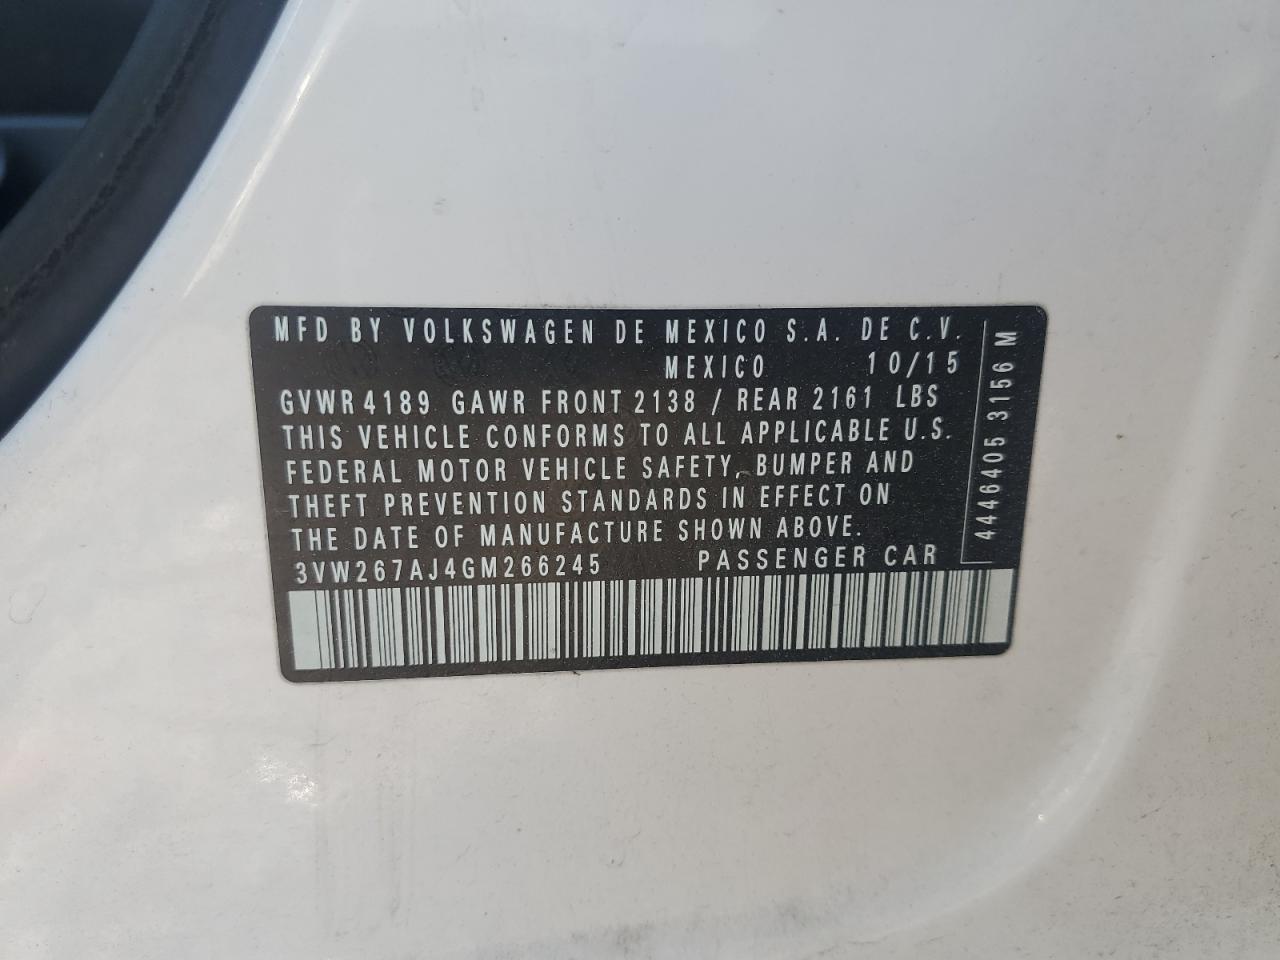 MFD BY VOLKSWAGEN DE MEXICO S.A. DE C.V.
MEXICO 10/15
GVWR 4189 GAWR FRONT 2138 / REAR 2161 LBS
THIS VEHICLE CONFORMS TO ALL APPLICABLE U.S.
FEDERAL MOTOR VEHICLE SAFETY, BUMPER AND
THEFT PREVENTION STANDARDS IN EFFECT ON
THE DATE OF MANUFACTURE SHOWN ABOVE.
3VW267AJ4GM266245 PASSENGER CAR
4446405 3156 M